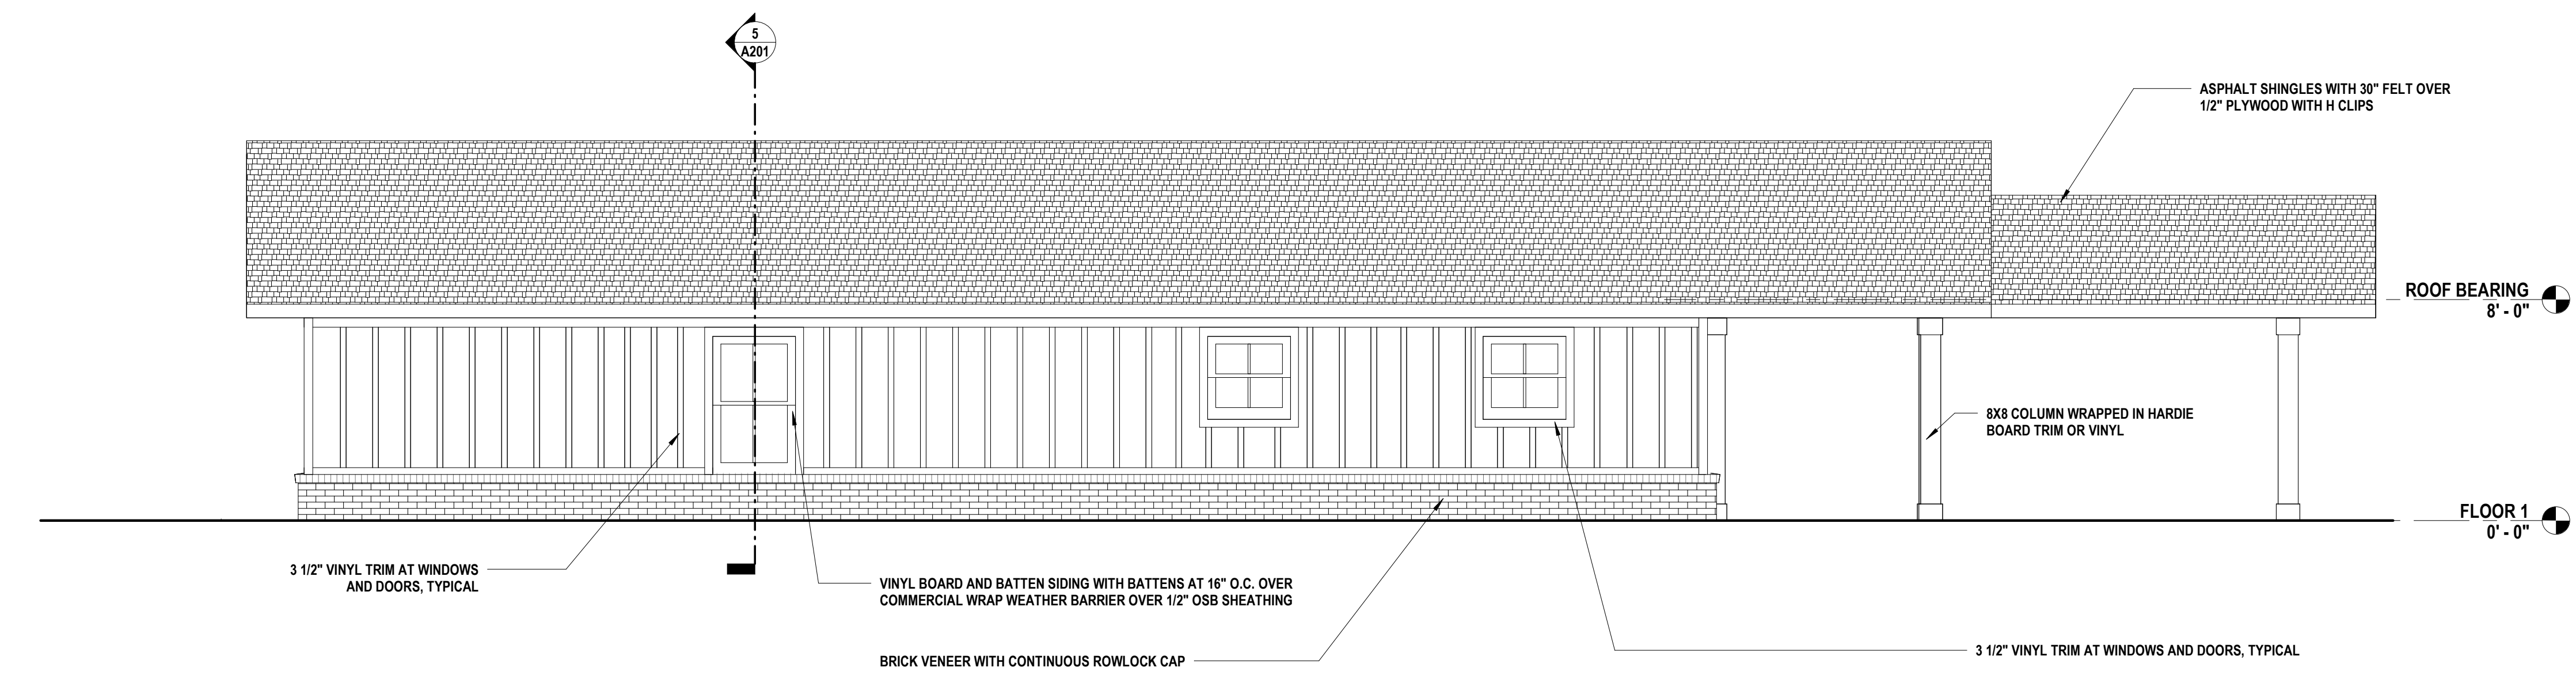 5
A201
ASPHALT SHINGLES WITH 30" FELT OVER
1/2" PLYWOOD WITH H CLIPS
ROOF BEARING
8' - 0"
8X8 COLUMN WRAPPED IN HARDIE
BOARD TRIM OR VINYL
FLOOR 1
0' - 0"
3 1/2" VINYL TRIM AT WINDOWS
AND DOORS, TYPICAL
VINYL BOARD AND BATTEN SIDING WITH BATTENS AT 16" O.C. OVER
COMMERCIAL WRAP WEATHER BARRIER OVER 1/2" OSB SHEATHING
BRICK VENEER WITH CONTINUOUS ROWLOCK CAP
3 1/2" VINYL TRIM AT WINDOWS AND DOORS, TYPICAL